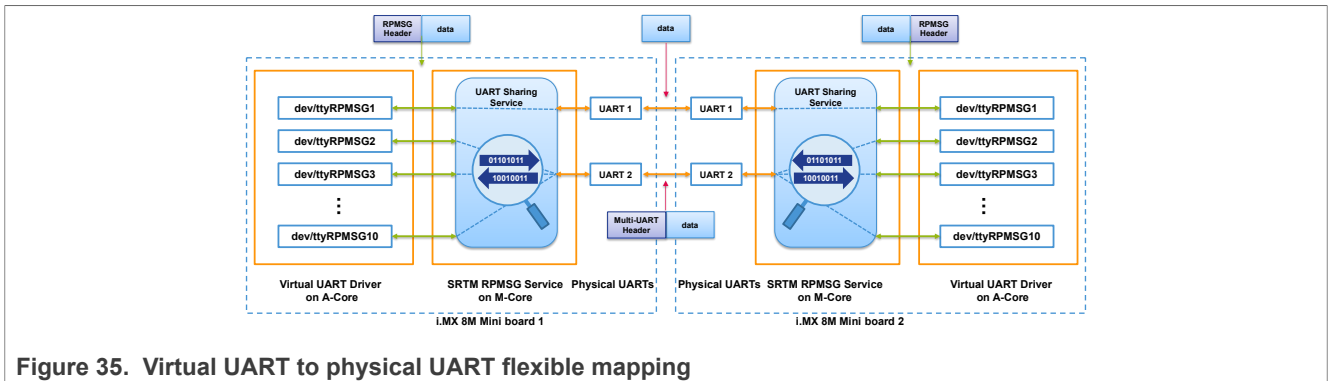 RPMSG
Header
data
data
data
RPMSG
Header
UART Sharing
Service
UART Sharing
Service
dev/ttyRPMSG1
UART 1
UART 1
dev/ttyRPMSG1
dev/ttyRPMSG2
dev/ttyRPMSG2
01101011
01101011
dev/ttyRPMSG3
UART 2
UART 2
dev/ttyRPMSG3
10010011
10010011
Multi-UART
Header
data
dev/ttyRPMSG10
dev/ttyRPMSG10
Virtual UART Driver
on A-Core
SRTM RPMSG Service
on M-Core
Physical UARTs
Physical UARTs
SRTM RPMSG Service
on M-Core
Virtual UART Driver
on A-Core
i.MX 8M Mini board 1
i.MX 8M Mini board 2
Figure 35. Virtual UART to physical UART flexible mapping